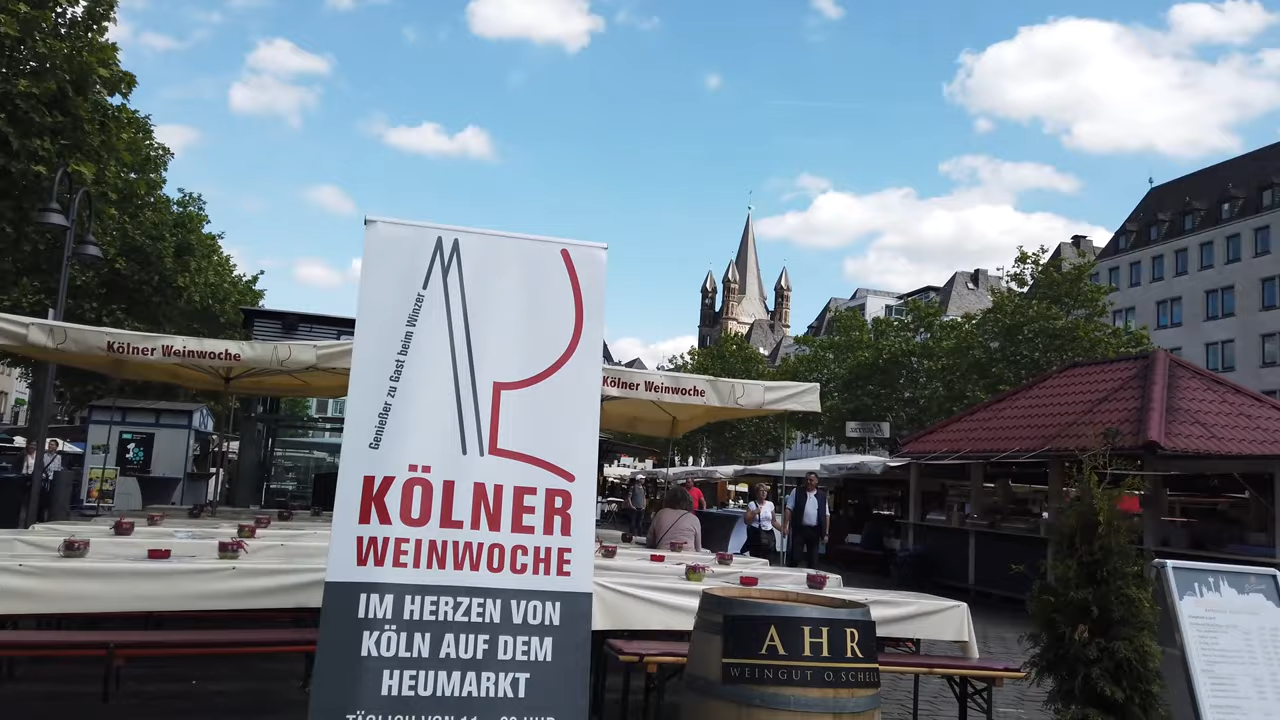 Kölner Weinwoche
Genießer zu Gast beim Winzer
KÖLNER
WEINWOCHE
IM HERZEN VON
KÖLN AUF DEM
HEUMARKT
Kölner Weinwoche
AHR
WEINGUT O. SCHELL